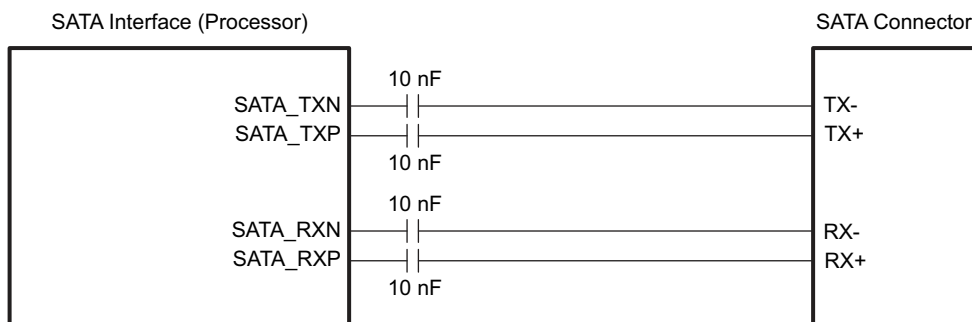 SATA Interface (Processor)
SATA Connector
10 nF
SATA_TXN
TX-
SATA_TXP
TX+
10 nF
10 nF
SATA_RXN
RX-
SATA_RXP
RX+
10 nF